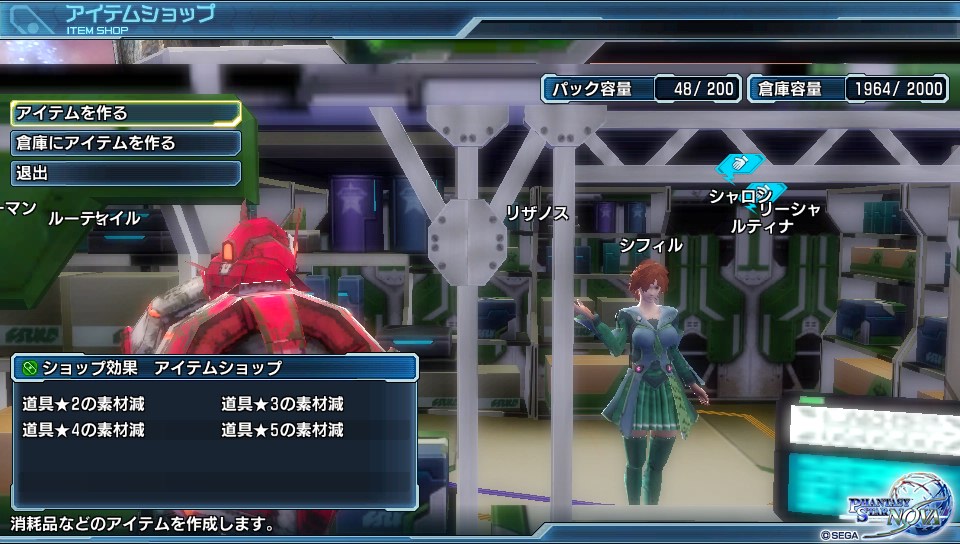 アイテムショップ
ITEM SHOP
パック容量 48/ 200 倉庫容量 1964/ 2000
アイテムを作る
倉庫にアイテムを作る
退出
ーマン
ルーティイル
リザノス
シャロン
リーシャ
ルティナ
シフィル
ショップ効果 アイテムショップ
道具★2の素材減 道具★3の素材減
道具★4の素材減 道具★5の素材減
消耗品などのアイテムを作成します。
PHANTASY STAR NOVA
©SEGA